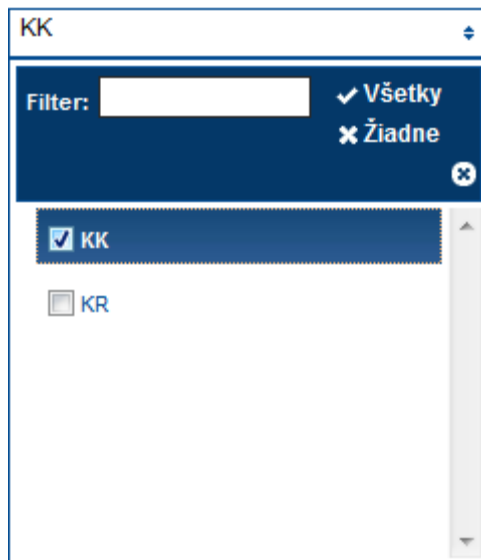 KK
Filter:
Všetky
Žiadne
KK
KR